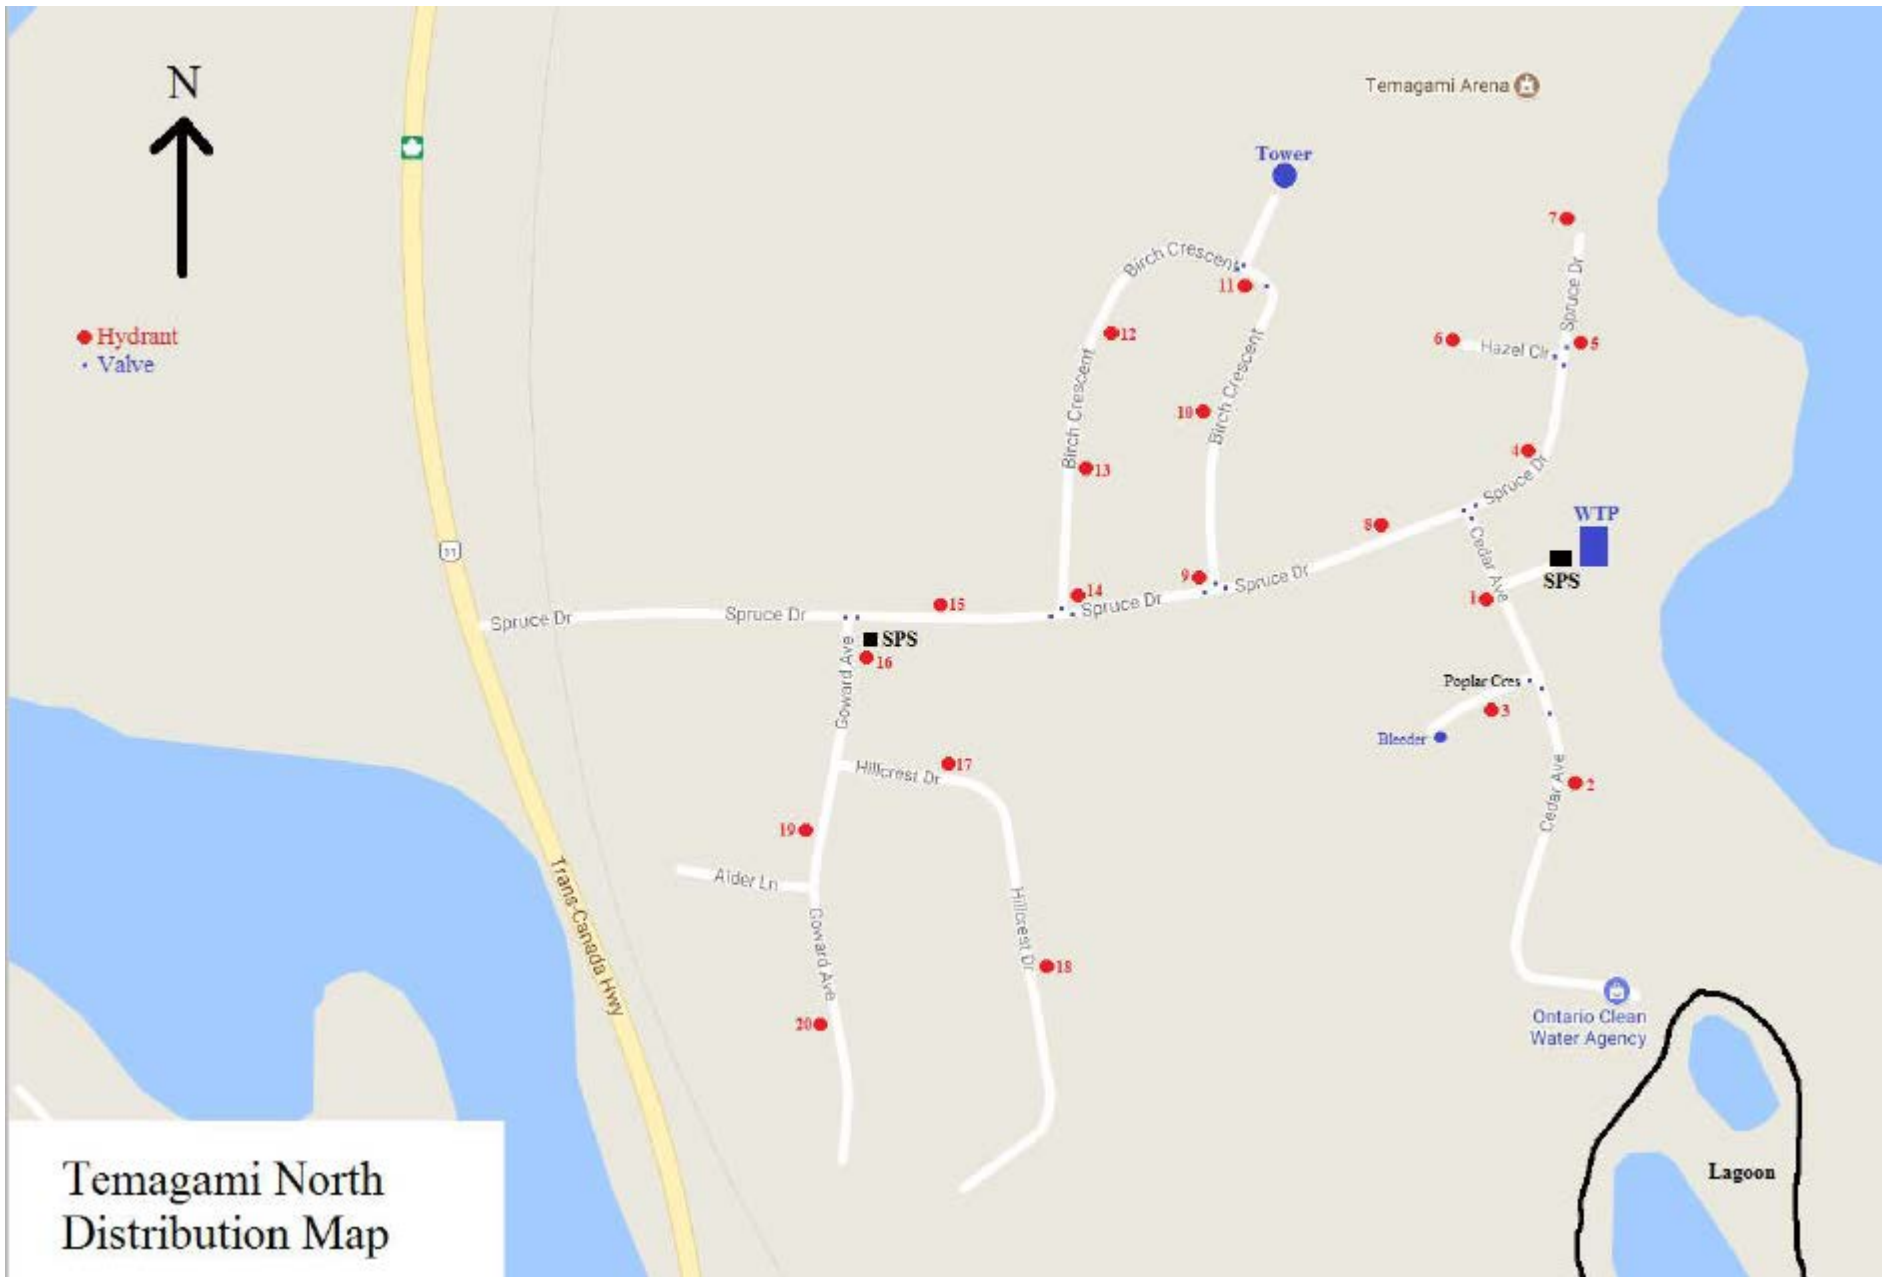 N
Temagami Arena
Tower
7
Birch Crescent
11
Spruce Dr
Hydrant
Valve
12
6
Hazel Cir
5
Birch Crescent
Birch Crescent
10
4
13
Spruce Dr
8
WTP
11
Cedar Ave
SPS
9
Spruce Dr
14
1
15
Spruce Dr
Spruce Dr
Spruce Dr
SPS
16
Goward Ave
Poplar Cres
3
Bleeder
17
Hillcrest Dr
2
Cedar Ave
19
Alder Ln
Trans-Canada Hwy
Goward Ave
Hillcrest Dr
18
20
Ontario Clean
Water Agency
Lagoon
Temagami North
Distribution Map